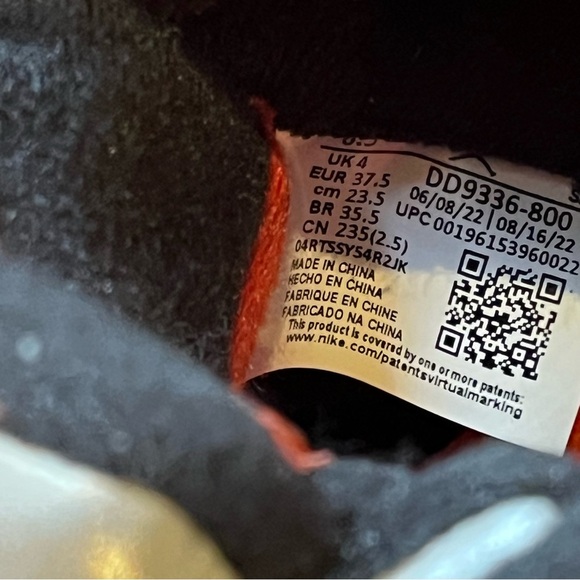 6.5
UK 4
EUR 37.5
cm 23.5
BR 35.5
CN 235(2.5)
04RTSSYS4R2JK
DD9336-800
06/08/22 | 08/16/22
UPC 00196153960022
MADE IN CHINA
HECHO EN CHINA
FABRIQUE EN CHINE
FABRICADO NA CHINA
This product is covered by one or more patents:
www.nike.com/patentsvirtualmarking